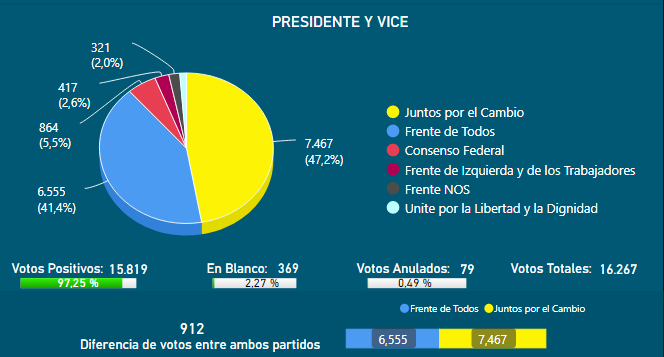 PRESIDENTE Y VICE
321
(2,0%)
417
(2,6%)
864
(5,5%)
6.555
(41,4%)
7.467
(47,2%)
Juntos por el Cambio
Frente de Todos
Consenso Federal
Frente de Izquierda y de los Trabajadores
Frente NOS
Unite por la Libertad y la Dignidad
Votos Positivos: 15.819
97,25 %
En Blanco: 369
2,27 %
Votos Anulados: 79
0,49 %
Votos Totales: 16.267
Frente de Todos Juntos por el Cambio
912
Diferencia de votos entre ambos partidos
6,555 7,467